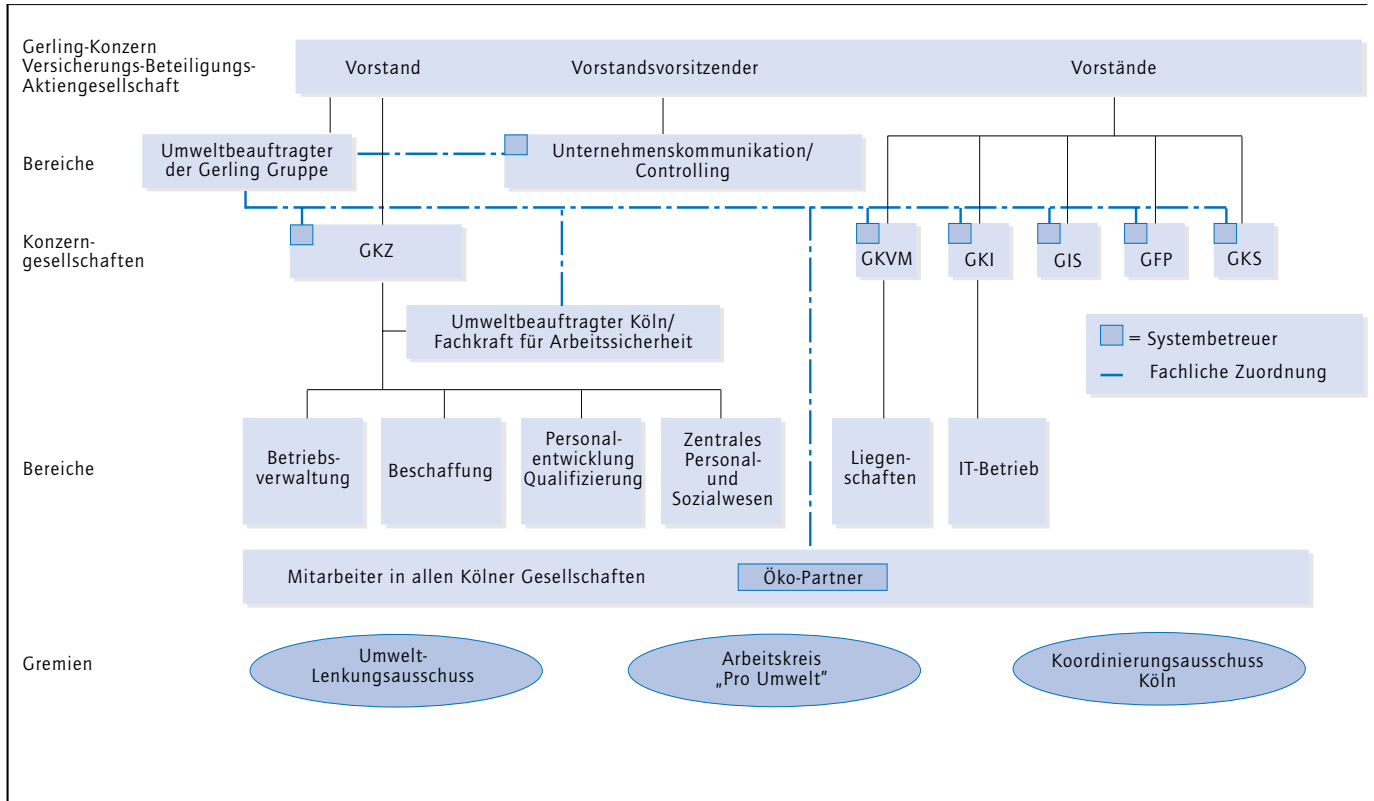 Gerling-Konzern
Versicherungs-Beteiligungs-
Aktiengesellschaft
Vorstand
Vorstandsvorsitzender
Vorstände
Bereiche
Umweltbeauftragter
der Gerling Gruppe
Unternehmenskommunikation/
Controlling
Konzern-
gesellschaften
GKZ
GKVM
GKI
GIS
GFP
GKS
Umweltbeauftragter Köln/
Fachkraft für Arbeitssicherheit
= Systembetreuer
Fachliche Zuordnung
Bereiche
Betriebs-
verwaltung
Beschaffung
Personal-
entwicklung
Qualifizierung
Zentrales
Personal-
und
Sozialwesen
Liegen-
schaften
IT-Betrieb
Mitarbeiter in allen Kölner Gesellschaften
Öko-Partner
Gremien
Umwelt-
Lenkungsausschuss
Arbeitskreis
„Pro Umwelt"
Koordinierungsausschuss
Köln